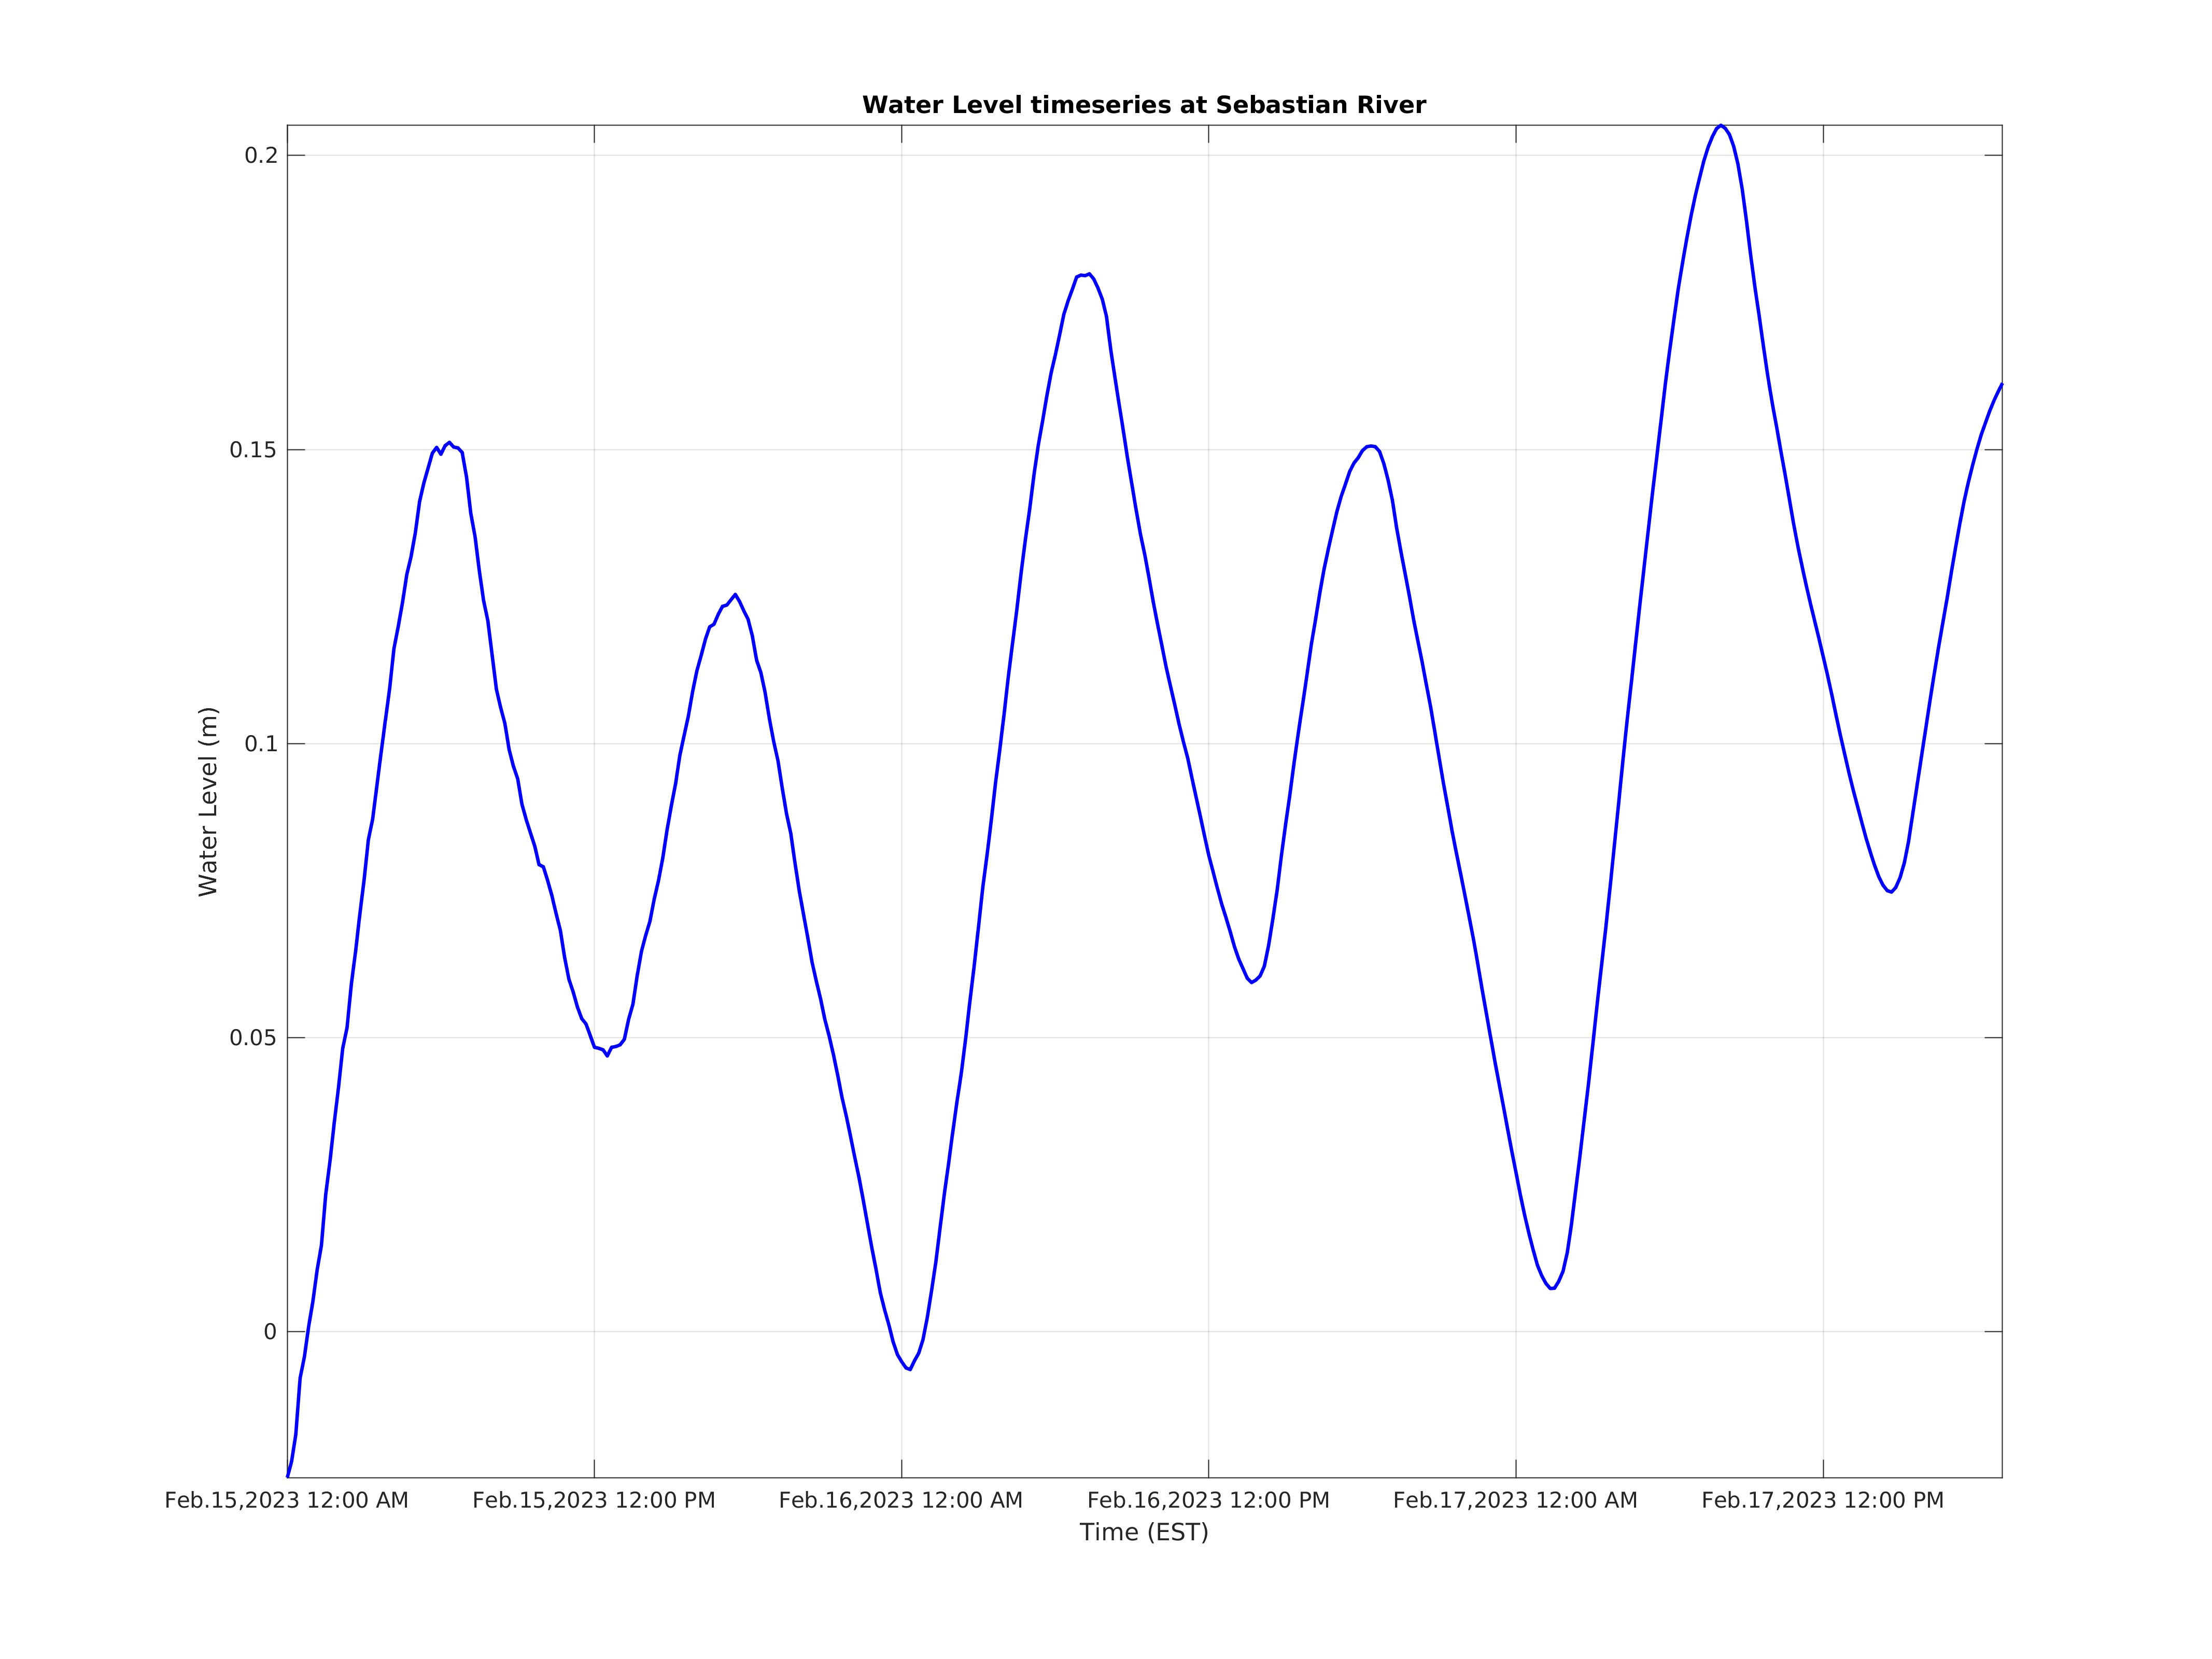 Water Level timeseries at Sebastian River
0.2
0.15
0.1
0.05
0
Water Level (m)
Feb.15,2023 12:00 AM Feb.15,2023 12:00 PM Feb.16,2023 12:00 AM Feb.16,2023 12:00 PM Feb.17,2023 12:00 AM Feb.17,2023 12:00 PM
Time (EST)